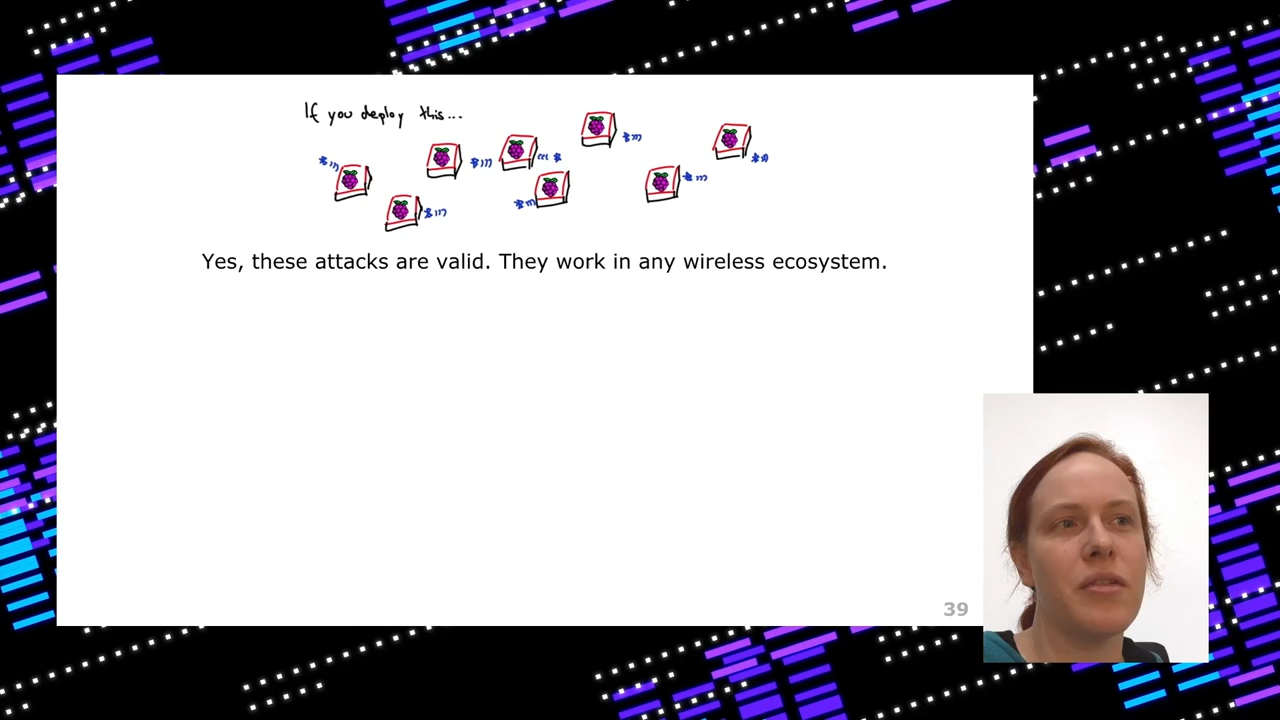 If you deploy this...
Yes, these attacks are valid. They work in any wireless ecosystem.
39